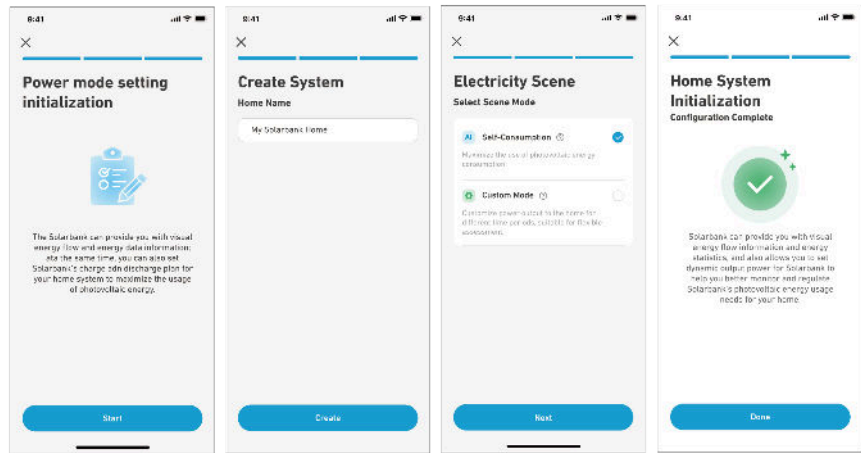 9:41
Power mode setting
initialization
The Solarbank can provide you with visual
energy flow and energy data information;
ata the same time, you can also set
Solarbank's charge adn discharge plan for
your home system to maximize the usage
of photovoltaic energy.
Start
9:41
Create System
Home Name
My Solarbank Home
Create
9:41
Electricity Scene
Select Scene Mode
AI Self-Consumption
Maximize the use of photovoltaic energy
consumption
Custom Mode
Customize power output to the home for
different time periods, suitable for flexible
assessment.
Next
9:41
Home System
Initialization
Configuration Complete
Solarbank can provide you with visual
energy flow information and energy
statistics, and also allows you to set
dynamic output power for Solarbank to
help you better monitor and regulate
Solarbank's photovoltaic energy usage
needs for your home.
Done